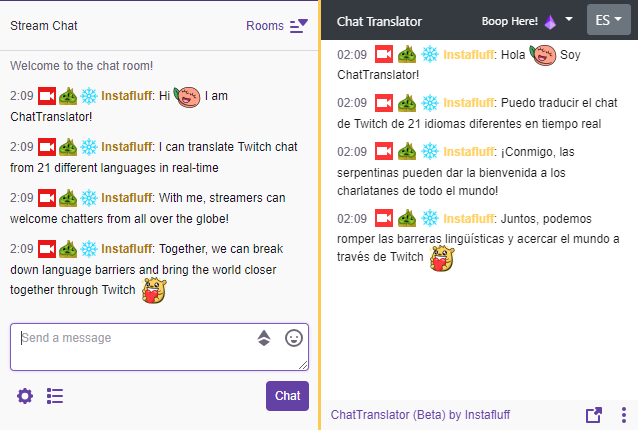 Stream Chat
Rooms
Welcome to the chat room!
2:09 Instafluff: Hi I am
ChatTranslator!
2:09 Instafluff: I can translate Twitch chat
from 21 different languages in real-time
2:09 Instafluff: With me, streamers can
welcome chatters from all over the globe!
2:09 Instafluff: Together, we can break
down language barriers and bring the world closer
together through Twitch
Send a message
Chat
Chat Translator
Boop Here!
ES
02:09 Instafluff: Hola Soy
ChatTranslator!
02:09 Instafluff: Puedo traducir el chat
de Twitch de 21 idiomas diferentes en tiempo real
02:09 Instafluff: ¡Conmigo, las
serpentinas pueden dar la bienvenida a los
charlatanes de todo el mundo!
02:09 Instafluff: Juntos, podemos
romper las barreras lingüísticas y acercar el mundo a
través de Twitch
ChatTranslator (Beta) by Instafluff